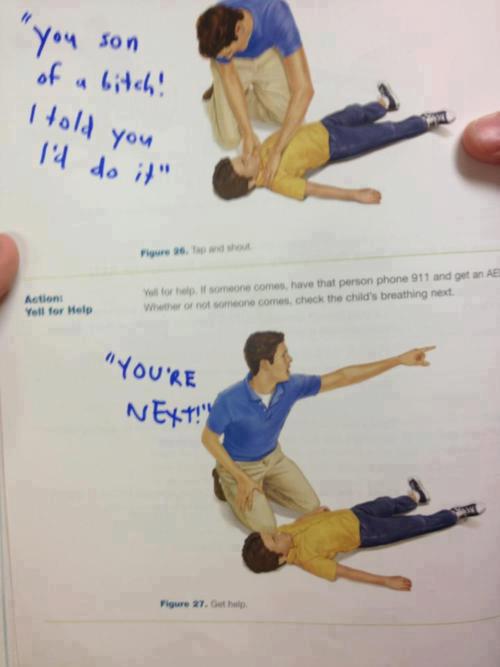 "you son
of a bitch!
I told you
I'd do it"
Figure 26. Tap and shout.
Action:
Yell for Help
Yell for help. If someone comes, have that person phone 911 and get an AE
Whether or not someone comes, check the child's breathing next.
"YOU'RE
NEXT!"
Figure 27. Get help.